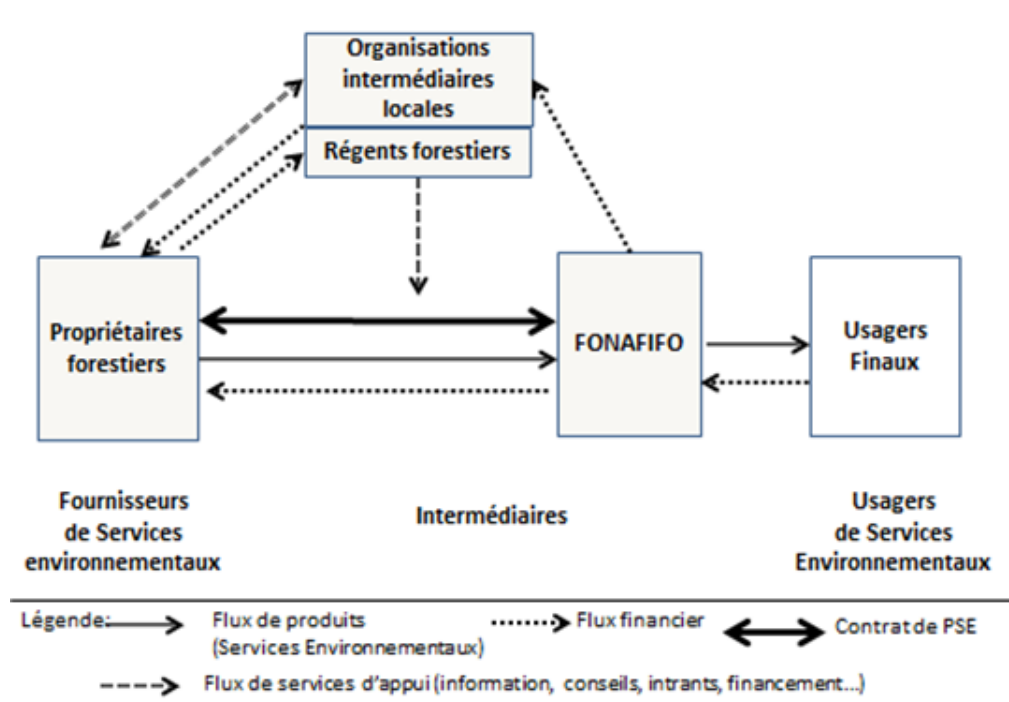 Organisations
intermédiaires
locales
Régents forestiers
Propriétaires
forestiers
FONAFIFO
Usagers
Finaux
Fournisseurs
de Services
environnementaux
Intermédiaires
Usagers
de Services
Environnementaux
Légende:
Flux de produits
(Services Environnementaux)
Flux financier
Contrat de PSE
Flux de services d'appui (information, conseils, intrants, financement...)